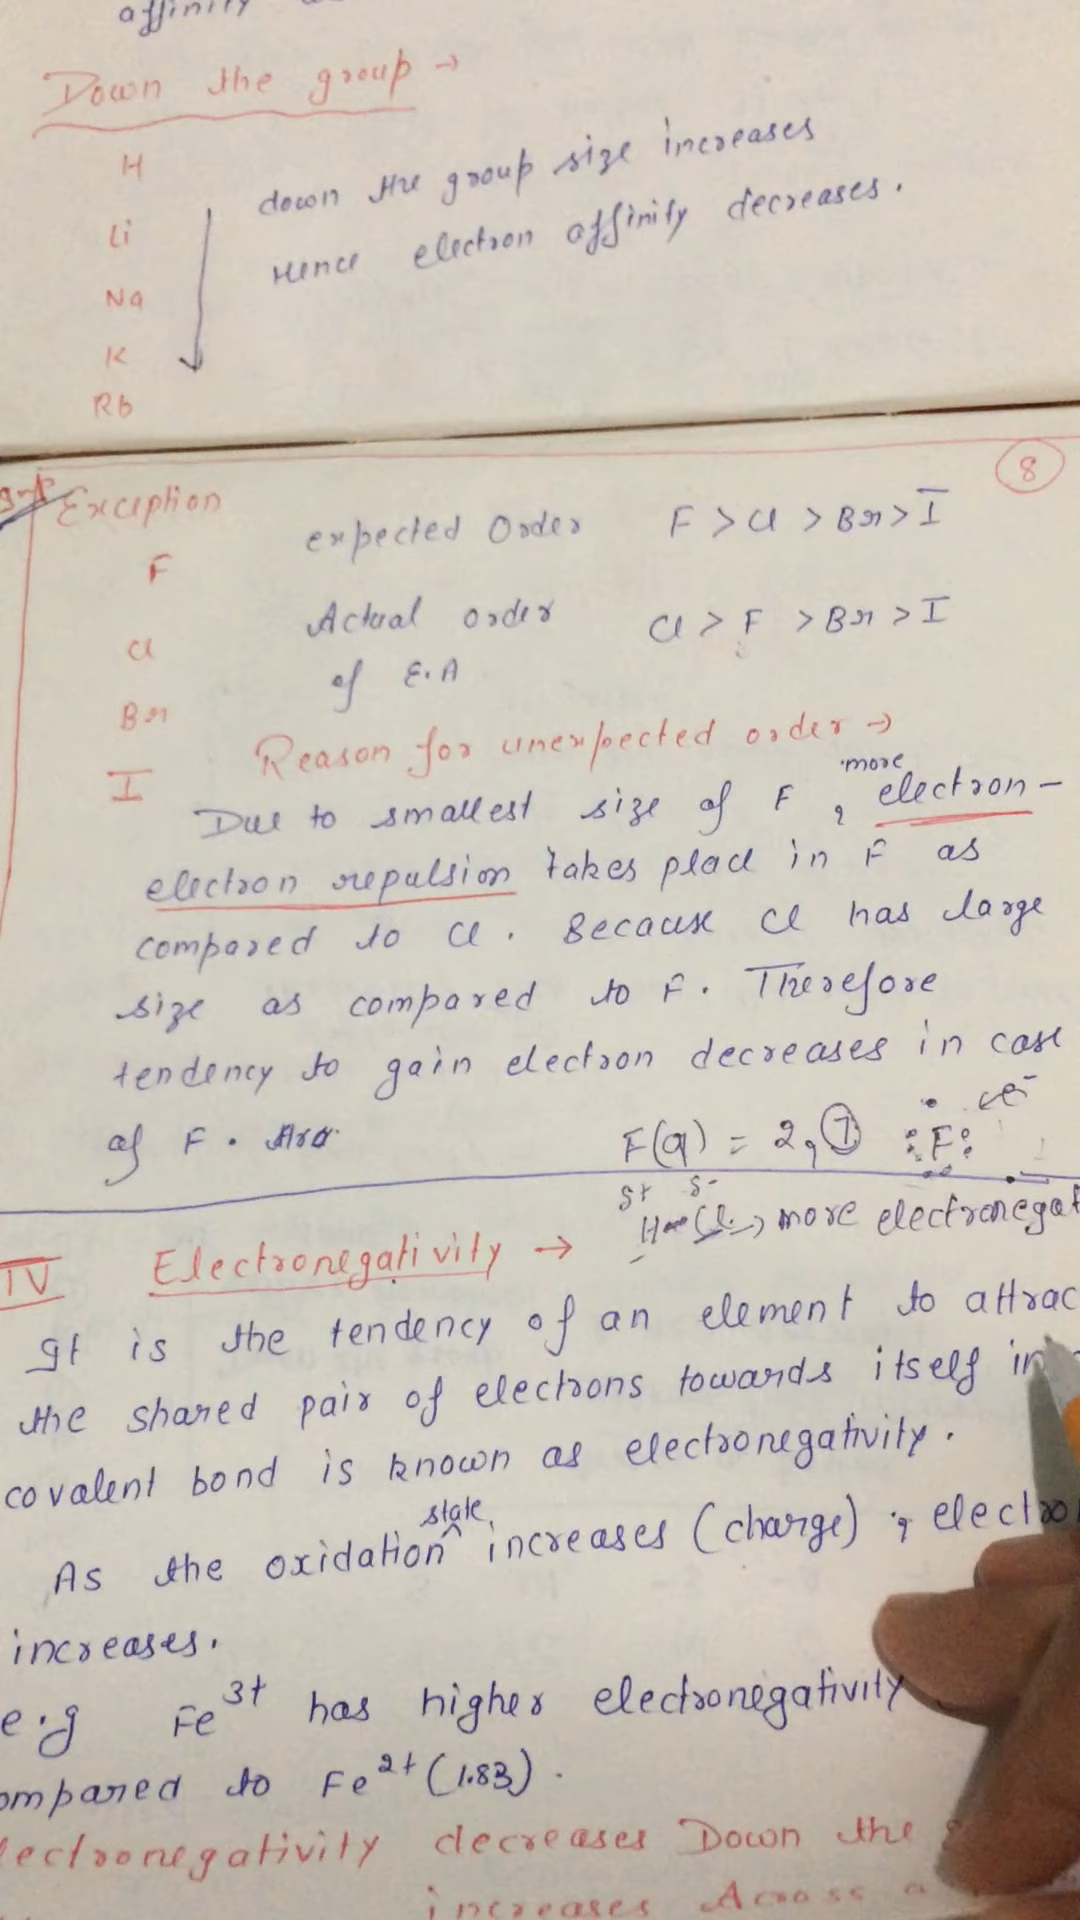 affinity
Down the group →
H
Li
Na
K
Rb
down the group size increases
Hence electron affinity decreases.
8
Exception
F
Cl
Br
I
expected Order F > Cl > Br > I
Actual order Cl > F > Br > I
of E.A
Reason for unexpected order →
Due to smallest size of F, more electron-
electron repulsion takes place in F as
compared to Cl. Because Cl has large
size as compared to F. Therefore
tendency to gain electron decreases in case
of F.
F(9) = 2,7 F e⁻
δ+ δ-
H Cl → more electronegat
IV Electronegativity →
It is the tendency of an element to attrac
the shared pair of electrons towards itself in
covalent bond is known as electronegativity.
As the oxidation state increases (charge), electro
increases.
e.g Fe³⁺ has higher electronegativity
ompared to Fe²⁺ (1.83).
lectronegativity decreases Down the
increases Across a